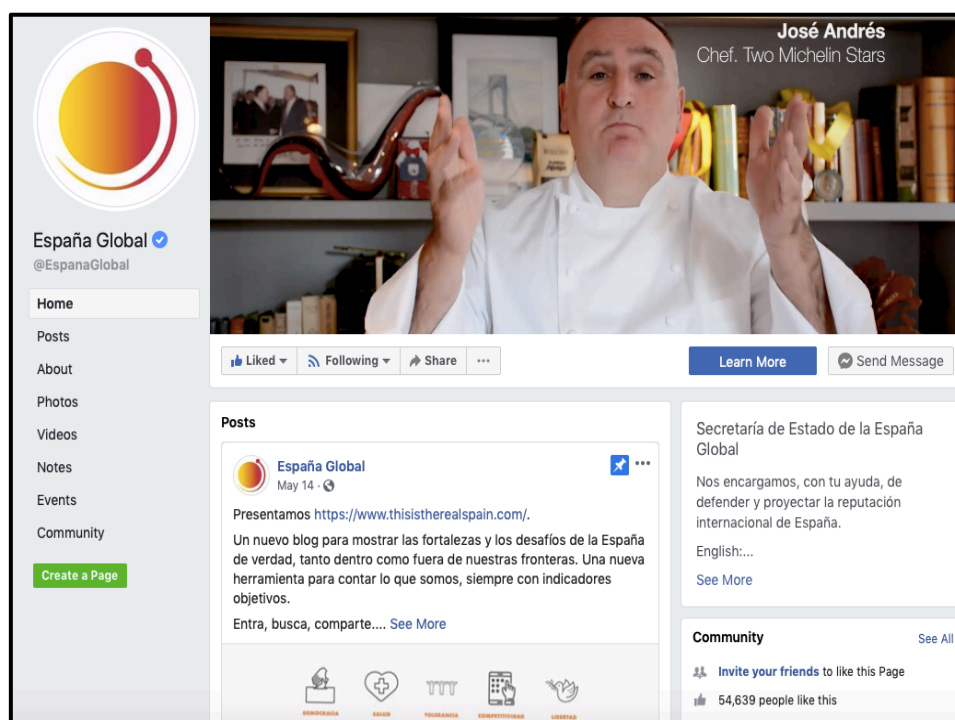 José Andrés
Chef. Two Michelin Stars
España Global
@EspanaGlobal
Home
Posts
About
Photos
Videos
Notes
Events
Community
Create a Page
Liked
Following
Share
Learn More
Send Message
Posts
España Global
May 14 ·
Presentamos https://www.thisistherealspain.com/.
Un nuevo blog para mostrar las fortalezas y los desafíos de la España
de verdad, tanto dentro como fuera de nuestras fronteras. Una nueva
herramienta para contar lo que somos, siempre con indicadores
objetivos.
Entra, busca, comparte.... See More
DEMOCRACIA
SALUD
TOLERANCIA
COMPETITIVIDAD
LIBERTAD
Secretaría de Estado de la España
Global
Nos encargamos, con tu ayuda, de
defender y proyectar la reputación
internacional de España.
English:...
See More
Community
See All
Invite your friends to like this Page
54,639 people like this